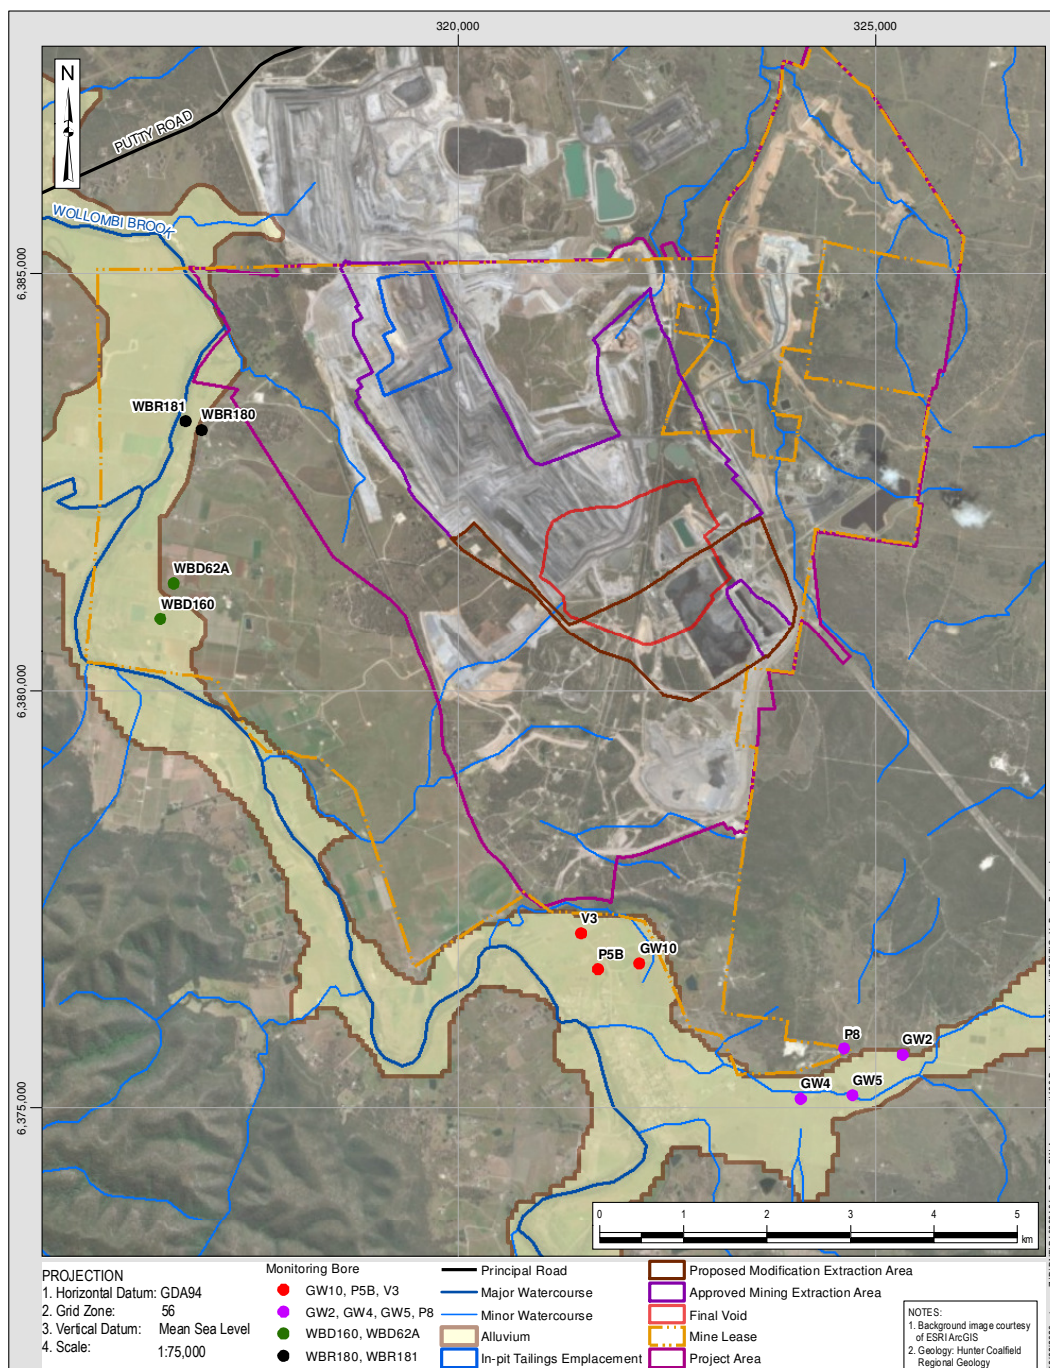 320,000
325,000
N
PUTTY ROAD
WOLLOMBI BROOK
6,385,000
WBR181
WBR180
WBD62A
WBD160
6,380,000
V3
P5B
GW10
P8
GW2
GW4
GW5
6,375,000
0 1 2 3 4 5
km
PROJECTION
1. Horizontal Datum: GDA94
2. Grid Zone: 56
3. Vertical Datum: Mean Sea Level
4. Scale: 1:75,000
Monitoring Bore
GW10, P5B, V3
GW2, GW4, GW5, P8
WBD160, WBD62A
WBR180, WBR181
Principal Road
Major Watercourse
Minor Watercourse
Alluvium
In-pit Tailings Emplacement
Proposed Modification Extraction Area
Approved Mining Extraction Area
Final Void
Mine Lease
Project Area
NOTES:
1. Background image courtesy
of ESRI ArcGIS
2. Geology: Hunter Coalfield
Regional Geology